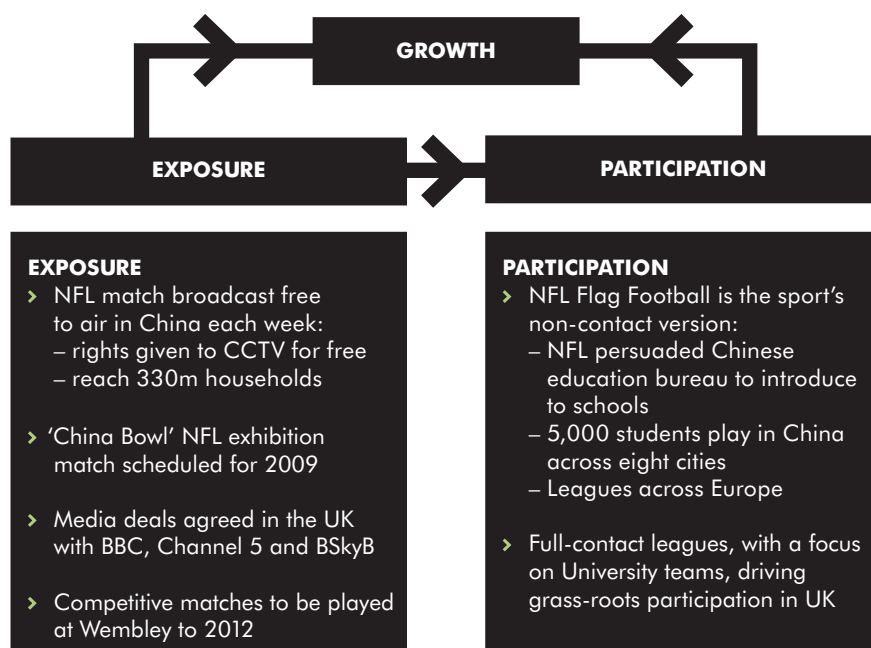 GROWTH
EXPOSURE
PARTICIPATION
EXPOSURE
› NFL match broadcast free
to air in China each week:
– rights given to CCTV for free
– reach 330m households
› ‘China Bowl’ NFL exhibition
match scheduled for 2009
› Media deals agreed in the UK
with BBC, Channel 5 and BSkyB
› Competitive matches to be played
at Wembley to 2012
PARTICIPATION
› NFL Flag Football is the sport’s
non-contact version:
– NFL persuaded Chinese
education bureau to introduce
to schools
– 5,000 students play in China
across eight cities
– Leagues across Europe
› Full-contact leagues, with a focus
on University teams, driving
grass-roots participation in UK